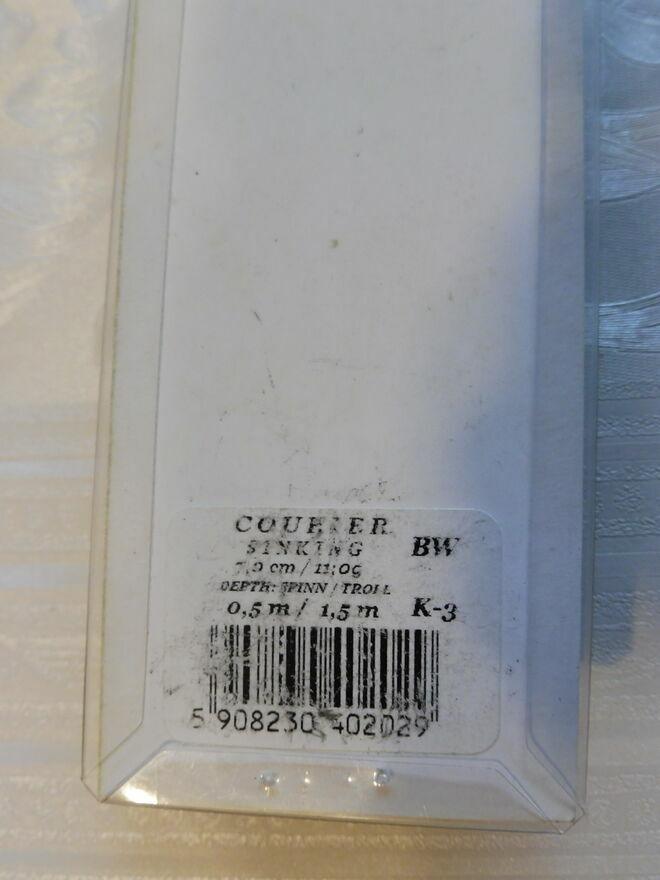 COURIER
SINKING BW
7,0 cm / 11,0g
DEPTH: SPINN / TROLL
0,5 m / 1,5 m K-3
5 908230 402029